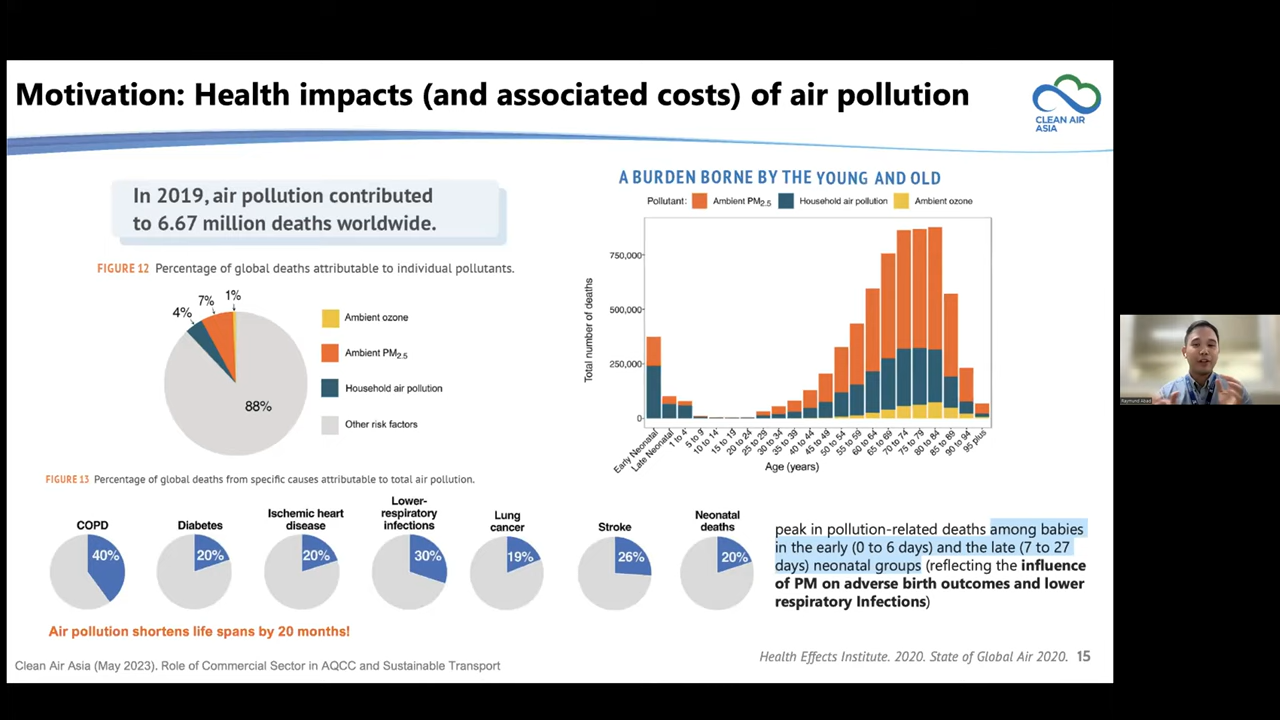 Motivation: Health impacts (and associated costs) of air pollution
CLEAN AIR
ASIA
In 2019, air pollution contributed
to 6.67 million deaths worldwide.
FIGURE 12 Percentage of global deaths attributable to individual pollutants.
4%
7%
1%
88%
Ambient ozone
Ambient PM2.5
Household air pollution
Other risk factors
A BURDEN BORNE BY THE YOUNG AND OLD
Pollutant: Ambient PM2.5 Household air pollution Ambient ozone
Total number of deaths
750,000
500,000
250,000
0
Early Neonatal
Late Neonatal
1 to 4
5 to 9
10 to 14
15 to 19
20 to 24
25 to 29
30 to 34
35 to 39
40 to 44
45 to 49
50 to 54
55 to 59
60 to 64
65 to 69
70 to 74
75 to 79
80 to 84
85 to 89
90 to 94
95 plus
Age (years)
FIGURE 13 Percentage of global deaths from specific causes attributable to total air pollution.
COPD
40%
Diabetes
20%
Ischemic heart
disease
20%
Lower-
respiratory
infections
30%
Lung
cancer
19%
Stroke
26%
Neonatal
deaths
20%
peak in pollution-related deaths among babies
in the early (0 to 6 days) and the late (7 to 27
days) neonatal groups (reflecting the influence
of PM on adverse birth outcomes and lower
respiratory Infections)
Air pollution shortens life spans by 20 months!
Clean Air Asia (May 2023). Role of Commercial Sector in AQCC and Sustainable Transport
Health Effects Institute. 2020. State of Global Air 2020. 15
Raymund Abad